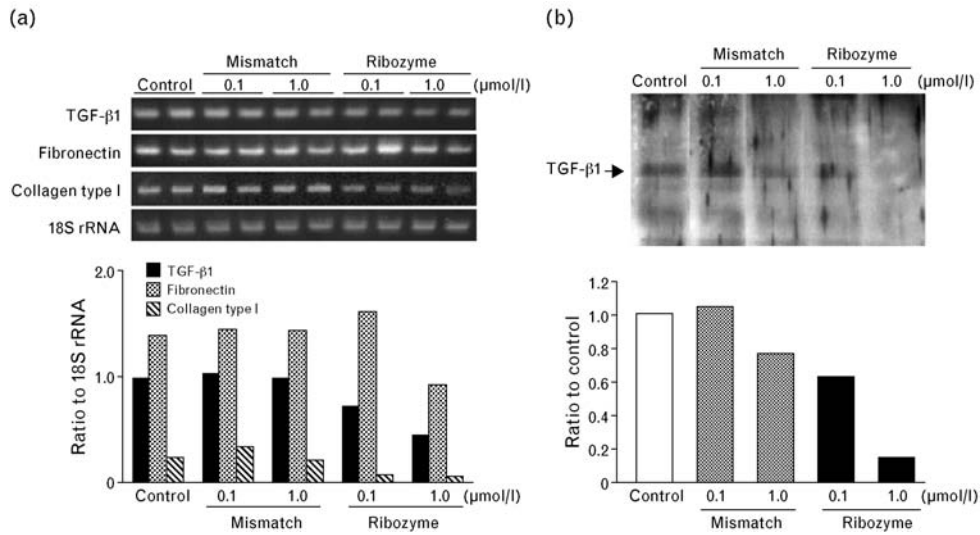 (a)
Mismatch Ribozyme
Control 0.1 1.0 0.1 1.0 (μmol/l)
TGF-β1
Fibronectin
Collagen type I
18S rRNA
2.0
1.0
0
Ratio to 18S rRNA
TGF-β1
Fibronectin
Collagen type I
Control 0.1 1.0 0.1 1.0 (μmol/l)
Mismatch Ribozyme
(b)
Mismatch Ribozyme
Control 0.1 1.0 0.1 1.0 (μmol/l)
TGF-β1
1.2
1.0
0.8
0.6
0.4
0.2
0
Ratio to control
Control 0.1 1.0 0.1 1.0 (μmol/l)
Mismatch Ribozyme